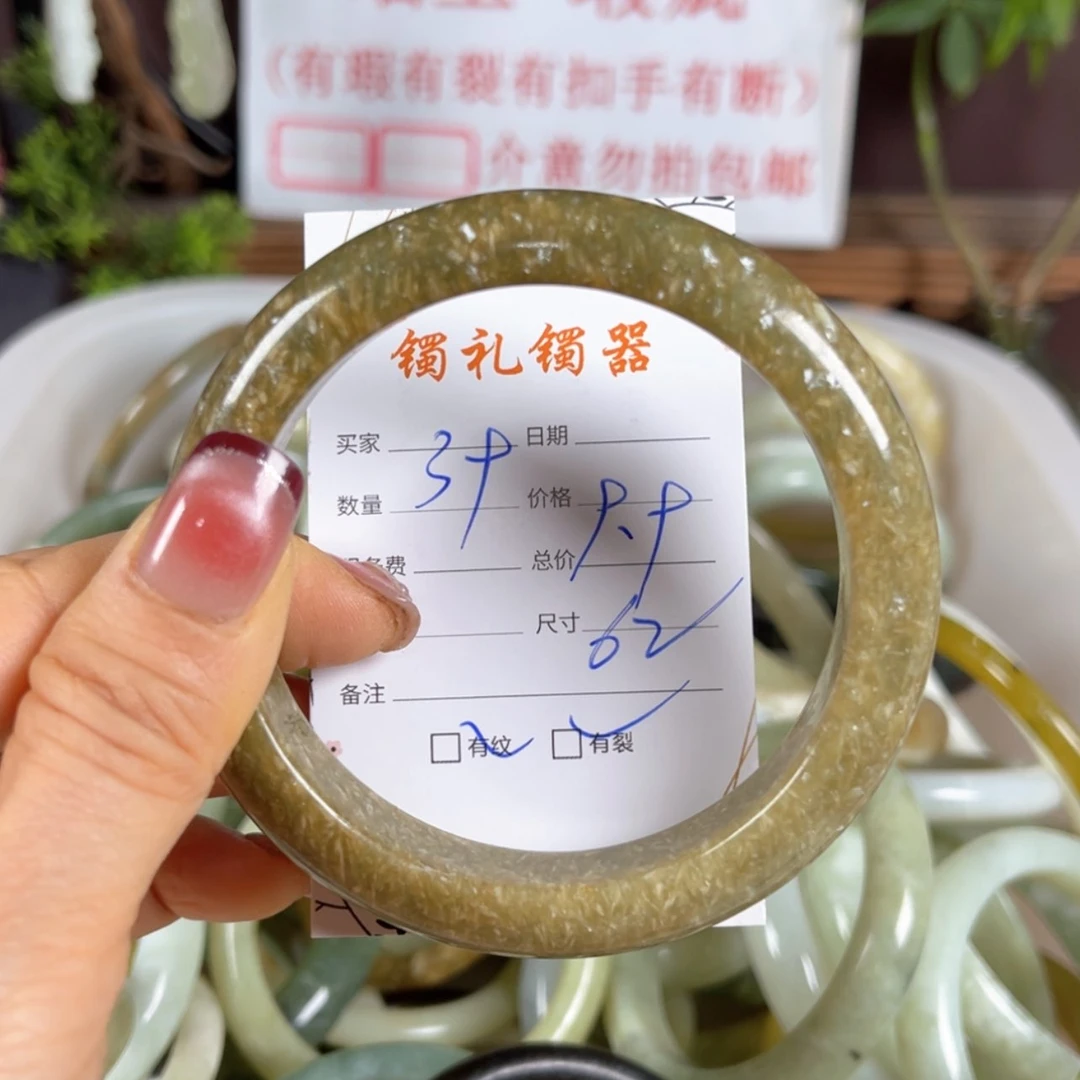 （有瑕有裂有扣手有断）
介意勿拍包邮
镯礼镯器
买家 日期
数量 价格
费 总价
尺寸 62
备注
有纹 有裂